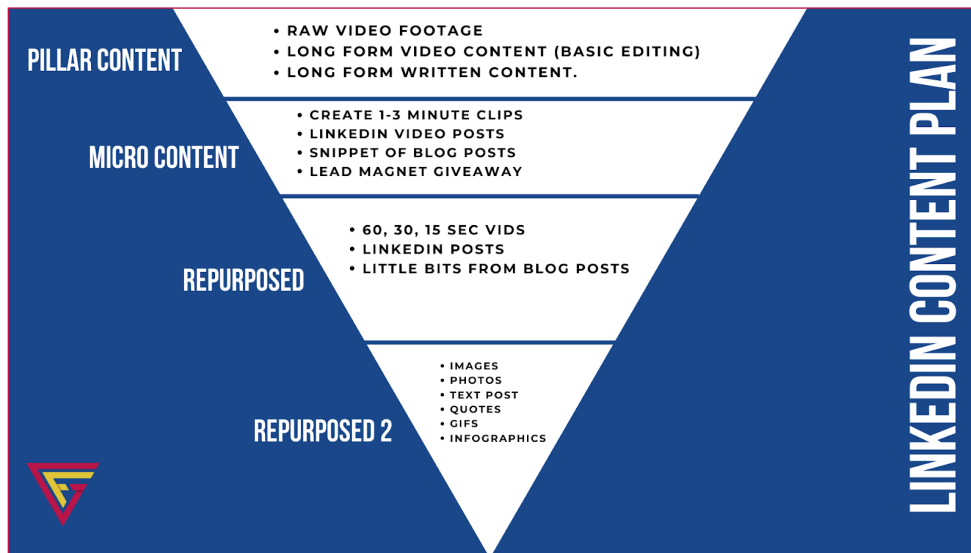 PILLAR CONTENT
• RAW VIDEO FOOTAGE
• LONG FORM VIDEO CONTENT (BASIC EDITING)
• LONG FORM WRITTEN CONTENT.
MICRO CONTENT
• CREATE 1-3 MINUTE CLIPS
• LINKEDIN VIDEO POSTS
• SNIPPET OF BLOG POSTS
• LEAD MAGNET GIVEAWAY
REPURPOSED
• 60, 30, 15 SEC VIDS
• LINKEDIN POSTS
• LITTLE BITS FROM BLOG POSTS
REPURPOSED 2
• IMAGES
• PHOTOS
• TEXT POST
• QUOTES
• GIFS
• INFOGRAPHICS
LINKEDIN CONTENT PLAN